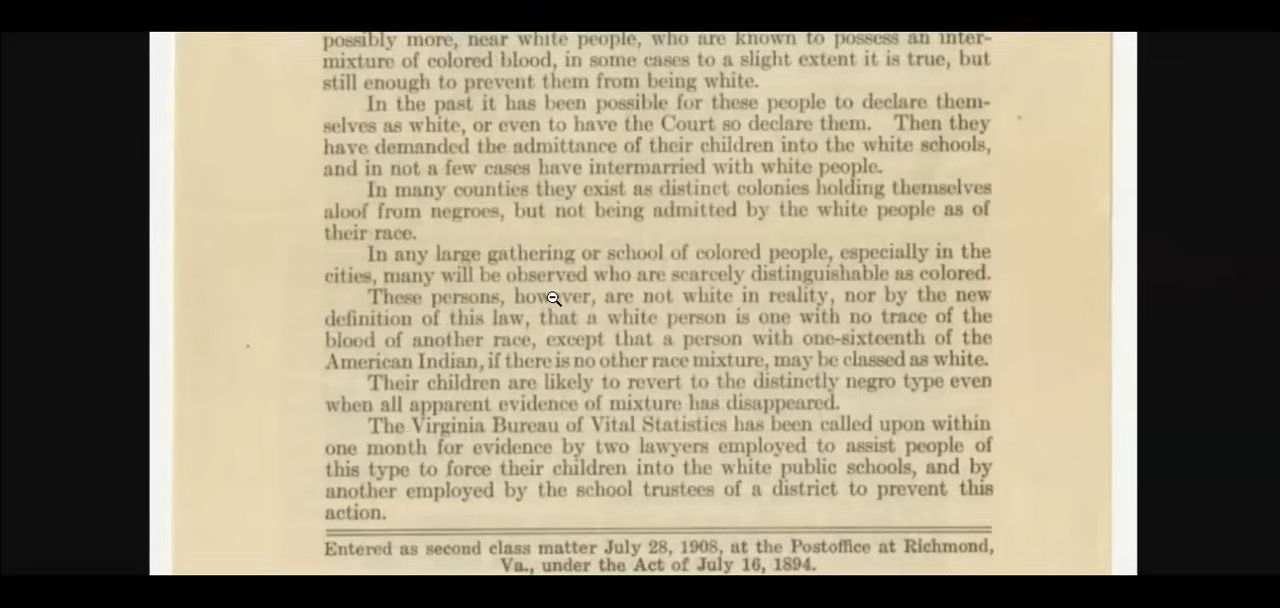 possibly more, near white people, who are known to possess an inter-
mixture of colored blood, in some cases to a slight extent it is true, but
still enough to prevent them from being white.
In the past it has been possible for these people to declare them-
selves as white, or even to have the Court so declare them. Then they
have demanded the admittance of their children into the white schools,
and in not a few cases have intermarried with white people.
In many counties they exist as distinct colonies holding themselves
aloof from negroes, but not being admitted by the white people as of
their race.
In any large gathering or school of colored people, especially in the
cities, many will be observed who are scarcely distinguishable as colored.
These persons, however, are not white in reality, nor by the new
definition of this law, that a white person is one with no trace of the
blood of another race, except that a person with one-sixteenth of the
American Indian, if there is no other race mixture, may be classed as white.
Their children are likely to revert to the distinctly negro type even
when all apparent evidence of mixture has disappeared.
The Virginia Bureau of Vital Statistics has been called upon within
one month for evidence by two lawyers employed to assist people of
this type to force their children into the white public schools, and by
another employed by the school trustees of a district to prevent this
action.
Entered as second class matter July 28, 1908, at the Postoffice at Richmond,
Va., under the Act of July 16, 1894.